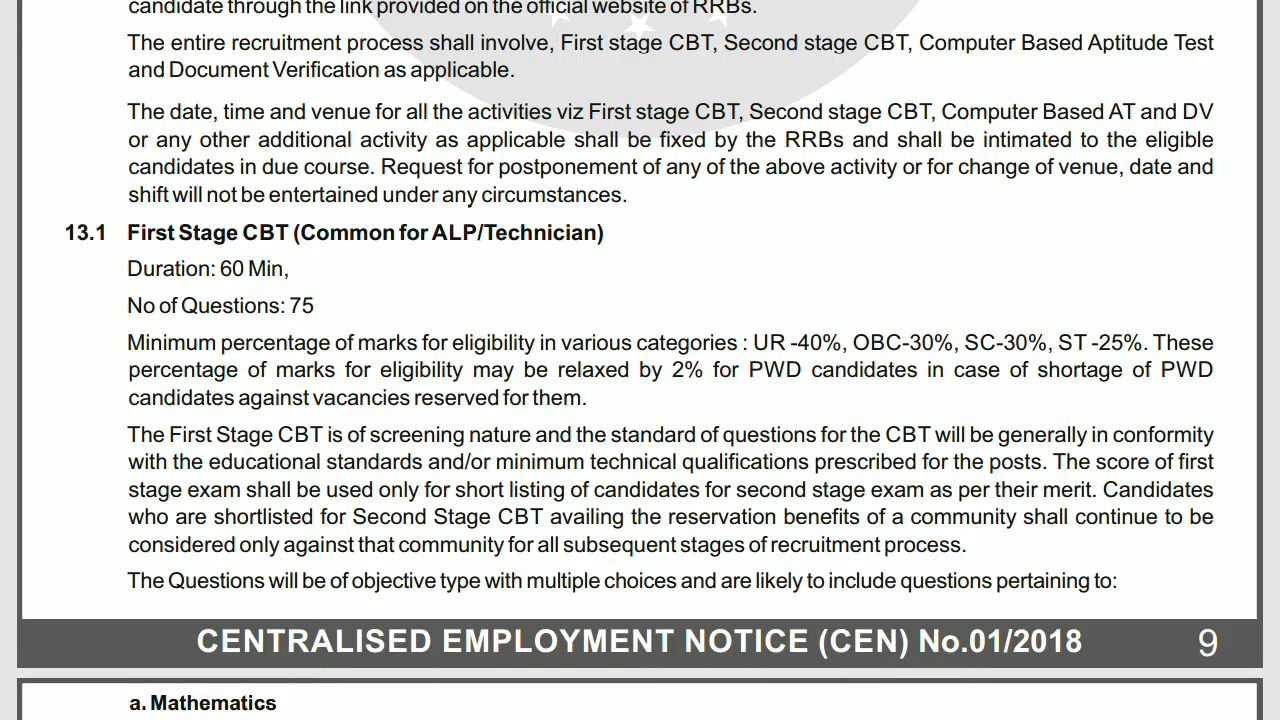 candidate through the link provided on the official website of RRBs.
The entire recruitment process shall involve, First stage CBT, Second stage CBT, Computer Based Aptitude Test
and Document Verification as applicable.
The date, time and venue for all the activities viz First stage CBT, Second stage CBT, Computer Based AT and DV
or any other additional activity as applicable shall be fixed by the RRBs and shall be intimated to the eligible
candidates in due course. Request for postponement of any of the above activity or for change of venue, date and
shift will not be entertained under any circumstances.
13.1 First Stage CBT (Common for ALP/Technician)
Duration: 60 Min,
No of Questions: 75
Minimum percentage of marks for eligibility in various categories : UR -40%, OBC-30%, SC-30%, ST -25%. These
percentage of marks for eligibility may be relaxed by 2% for PWD candidates in case of shortage of PWD
candidates against vacancies reserved for them.
The First Stage CBT is of screening nature and the standard of questions for the CBT will be generally in conformity
with the educational standards and/or minimum technical qualifications prescribed for the posts. The score of first
stage exam shall be used only for short listing of candidates for second stage exam as per their merit. Candidates
who are shortlisted for Second Stage CBT availing the reservation benefits of a community shall continue to be
considered only against that community for all subsequent stages of recruitment process.
The Questions will be of objective type with multiple choices and are likely to include questions pertaining to:
CENTRALISED EMPLOYMENT NOTICE (CEN) No.01/2018 9
a. Mathematics